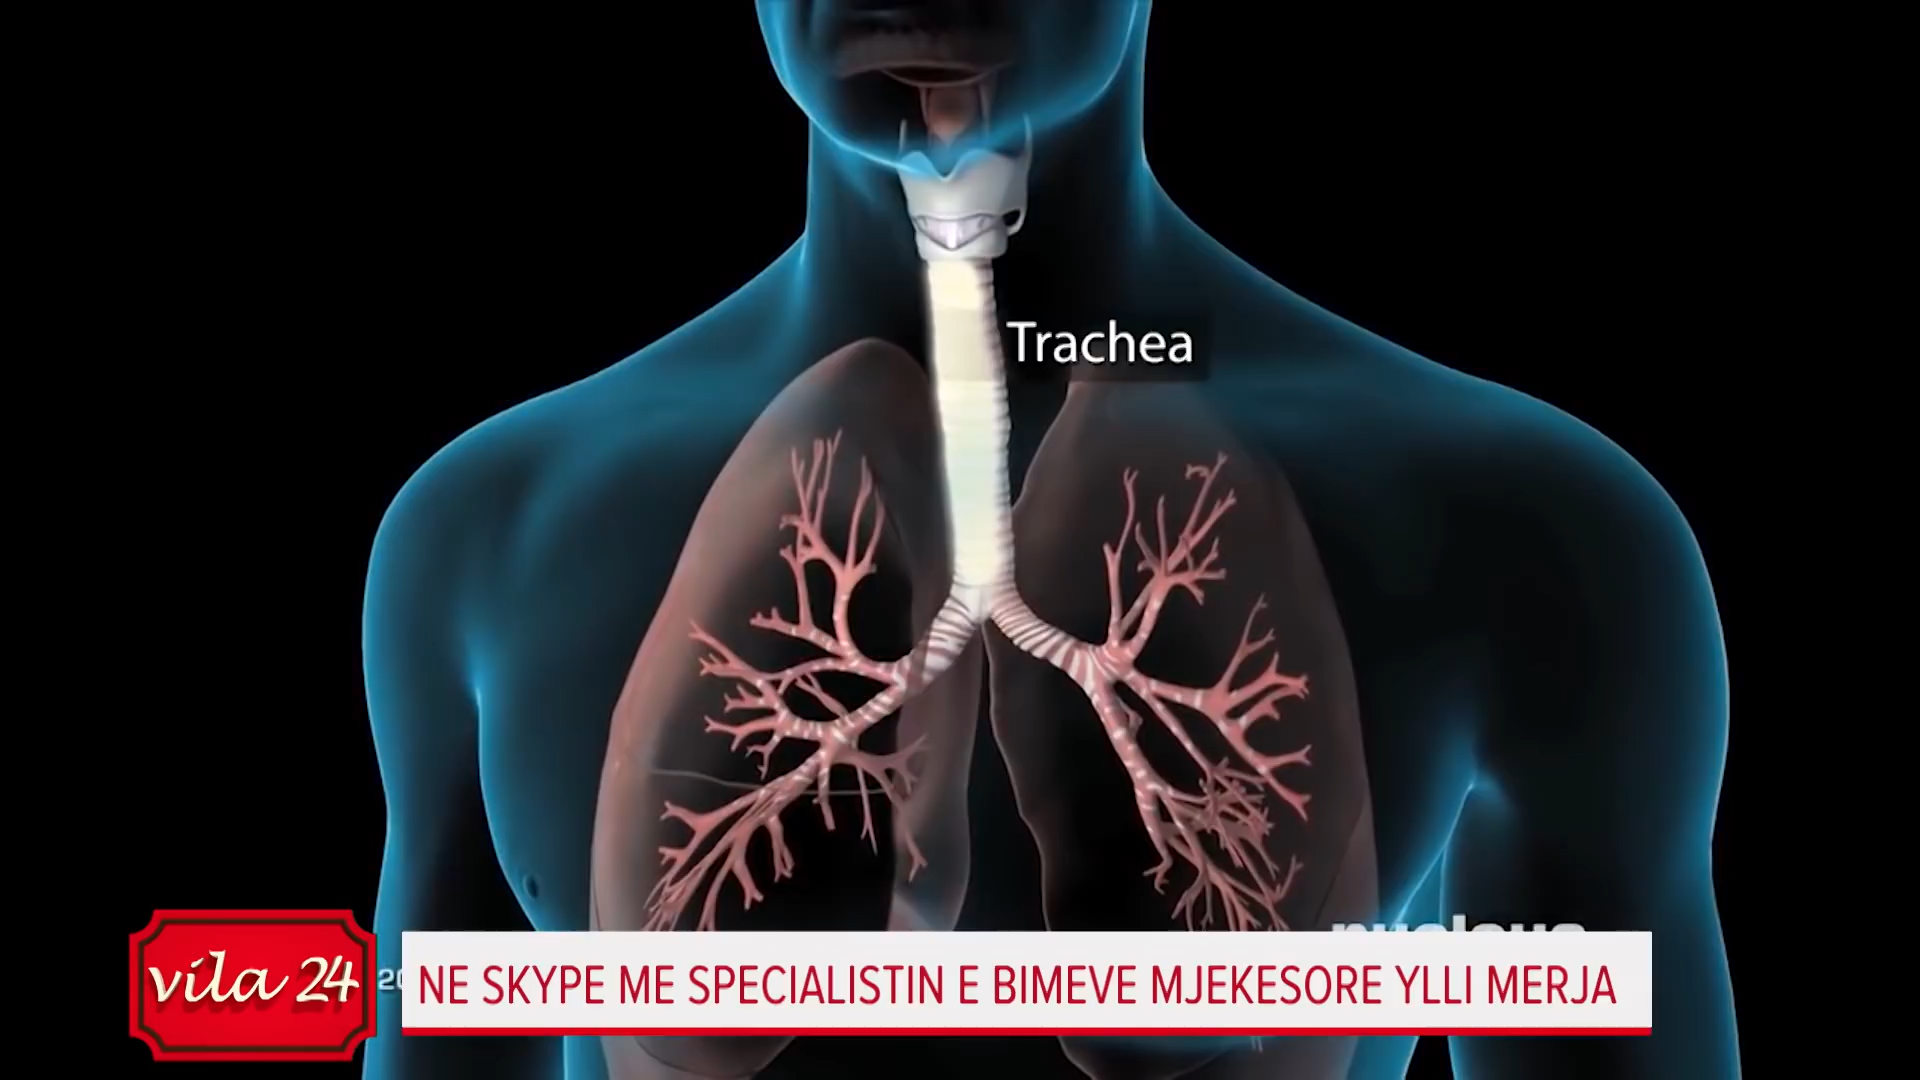 Trachea
vila 24
NE SKYPE ME SPECIALISTIN E BIMEVE MJEKESORE YLLI MERJA